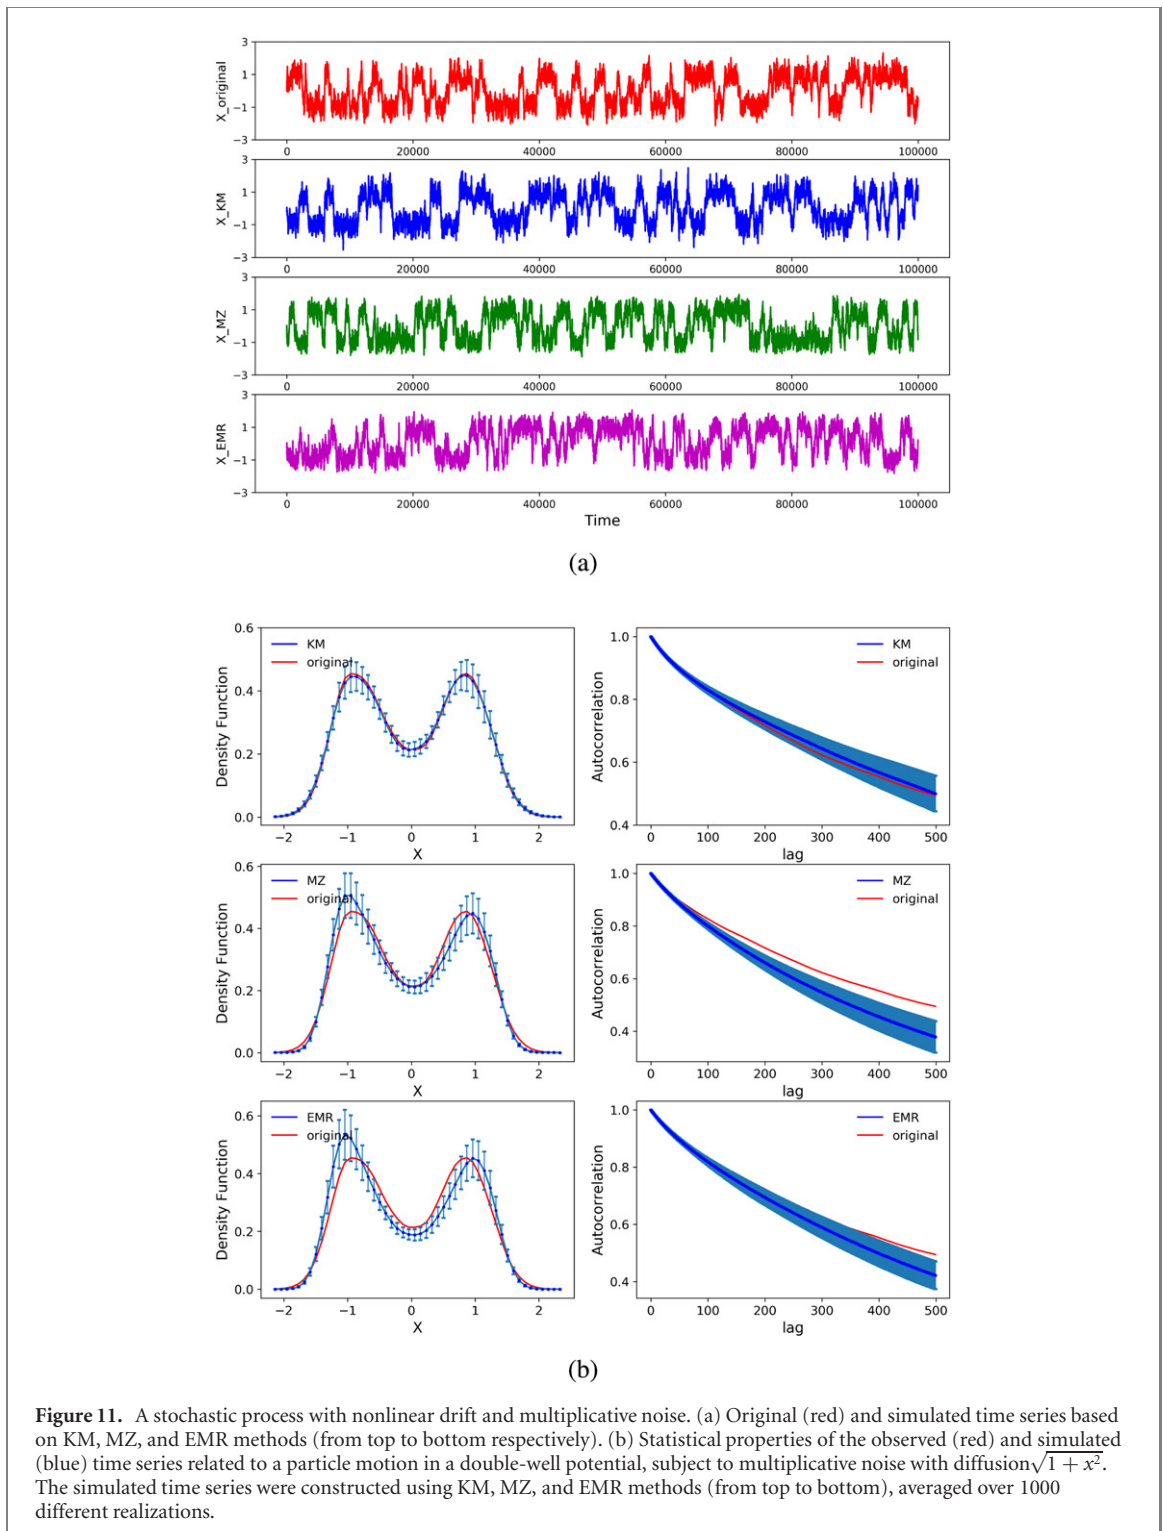 3
1
−1
−3
X_original
0 20000 40000 60000 80000 100000
3
1
−1
−3
X_KM
0 20000 40000 60000 80000 100000
3
1
−1
−3
X_MZ
0 20000 40000 60000 80000 100000
3
1
−1
−3
X_EMR
0 20000 40000 60000 80000 100000
Time
(a)
0.6
0.4
0.2
0.0
Density Function
KM
original
−2 −1 0 1 2
X
1.0
0.8
0.6
0.4
Autocorrelation
KM
original
0 100 200 300 400 500
lag
0.6
0.4
0.2
0.0
Density Function
MZ
original
−2 −1 0 1 2
X
1.0
0.8
0.6
0.4
Autocorrelation
MZ
original
0 100 200 300 400 500
lag
0.6
0.4
0.2
0.0
Density Function
EMR
original
−2 −1 0 1 2
X
1.0
0.8
0.6
0.4
Autocorrelation
EMR
original
0 100 200 300 400 500
lag
(b)
Figure 11. A stochastic process with nonlinear drift and multiplicative noise. (a) Original (red) and simulated time series based
on KM, MZ, and EMR methods (from top to bottom respectively). (b) Statistical properties of the observed (red) and simulated
(blue) time series related to a particle motion in a double-well potential, subject to multiplicative noise with diffusion√1 + x².
The simulated time series were constructed using KM, MZ, and EMR methods (from top to bottom), averaged over 1000
different realizations.